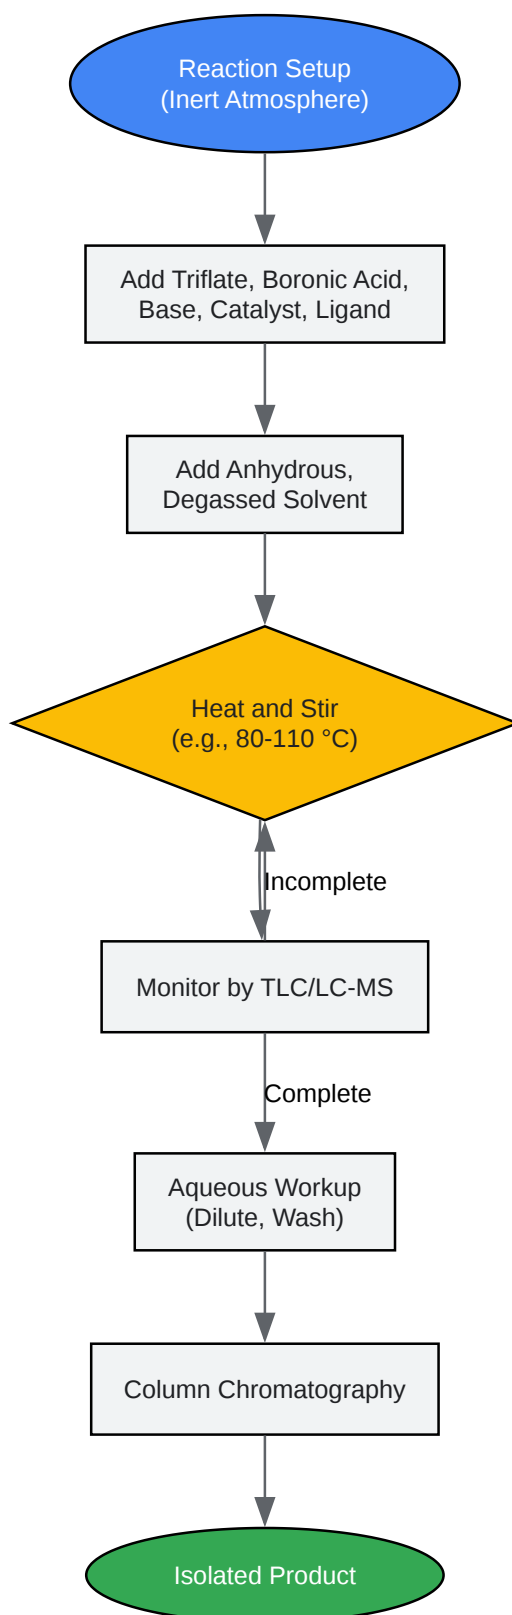 Reaction Setup
(Inert Atmosphere)
Add Triflate, Boronic Acid,
Base, Catalyst, Ligand
Add Anhydrous,
Degassed Solvent
Heat and Stir
(e.g., 80-110 °C)
Incomplete
Monitor by TLC/LC-MS
Complete
Aqueous Workup
(Dilute, Wash)
Column Chromatography
Isolated Product